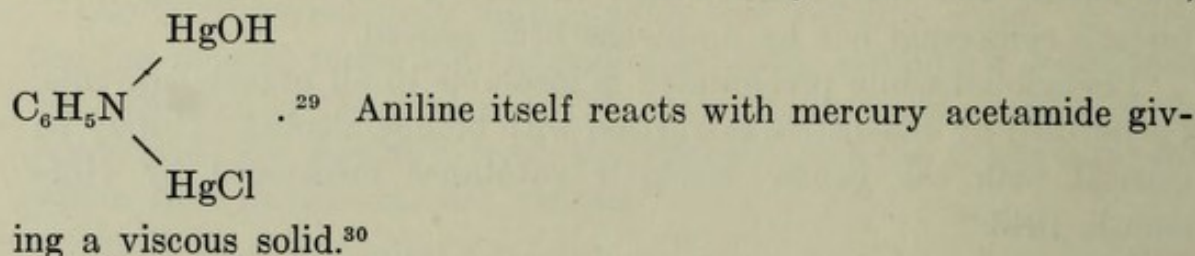 HgOH
C₆H₅N .²⁹ Aniline itself reacts with mercury acetamide giv-
HgCl
ing a viscous solid.³⁰